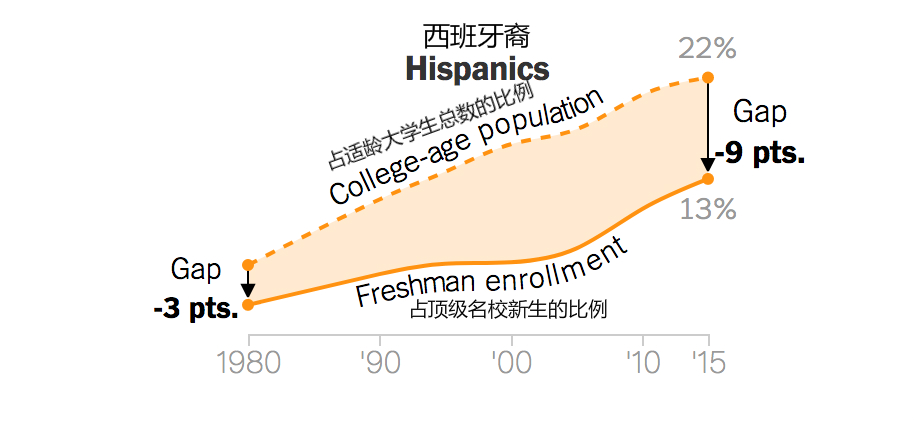 西班牙裔
Hispanics
22%
占适龄大学生总数的比例
College-age population
Gap
-9 pts.
13%
Gap
-3 pts.
Freshman enrollment
占顶级名校新生的比例
1980
'90
'00
'10
'15